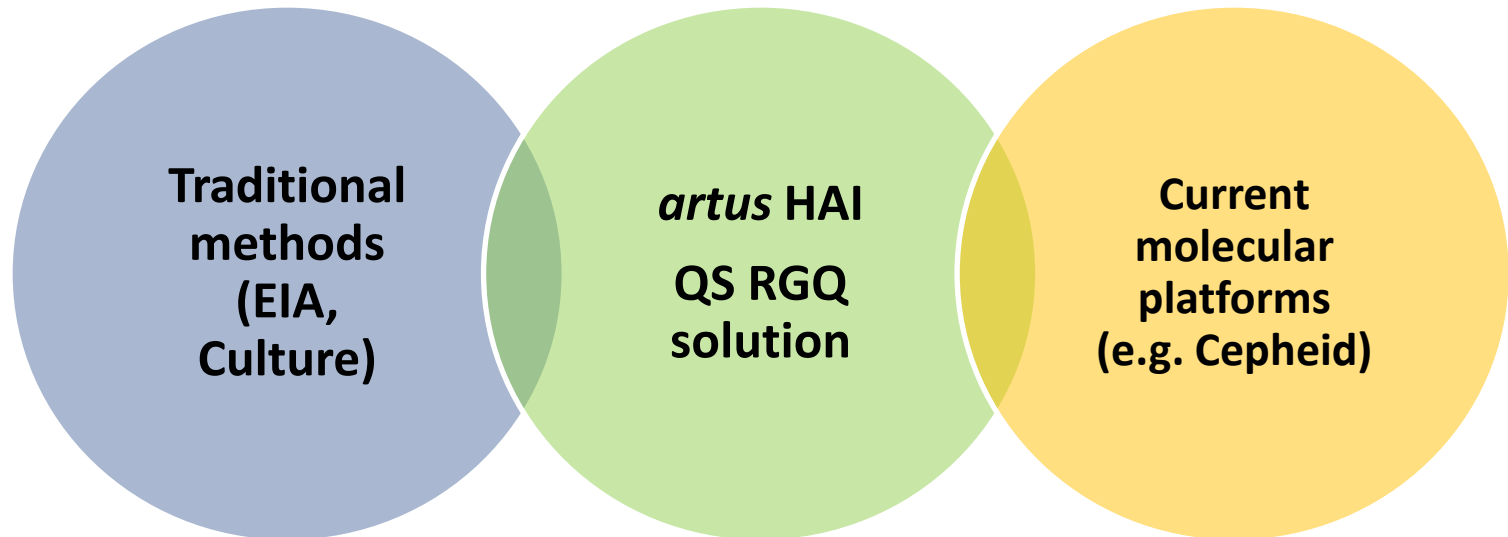 Traditional
methods
(EIA,
Culture)
artus HAI
QS RGQ
solution
Current
molecular
platforms
(e.g. Cepheid)